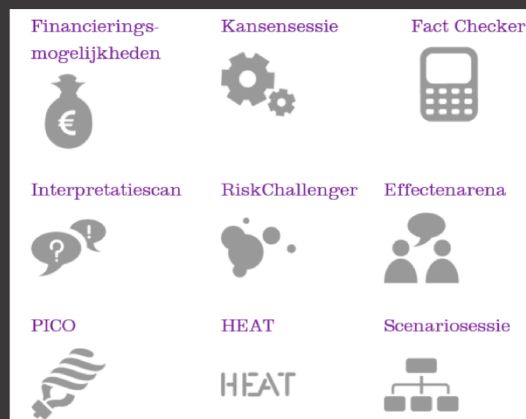 Financierings-
mogelijkheden
Kansensessie
Fact Checker
€
Interpretatiescan
RiskChallenger
Effectenarena
? !
PICO
HEAT
Scenariosessie
HEAT